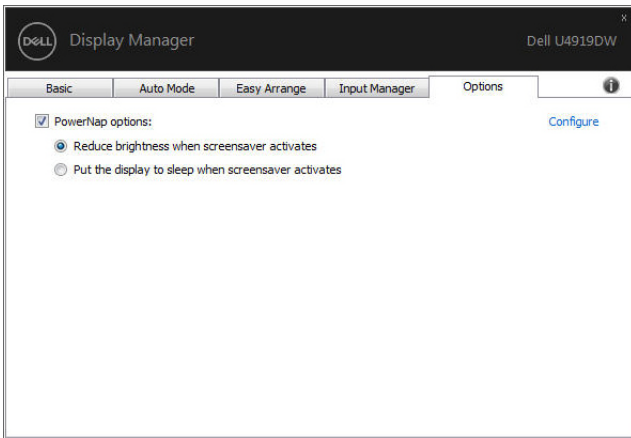 x
DELL Display Manager Dell U4919DW
Basic Auto Mode Easy Arrange Input Manager Options i
PowerNap options: Configure
Reduce brightness when screensaver activates
Put the display to sleep when screensaver activates